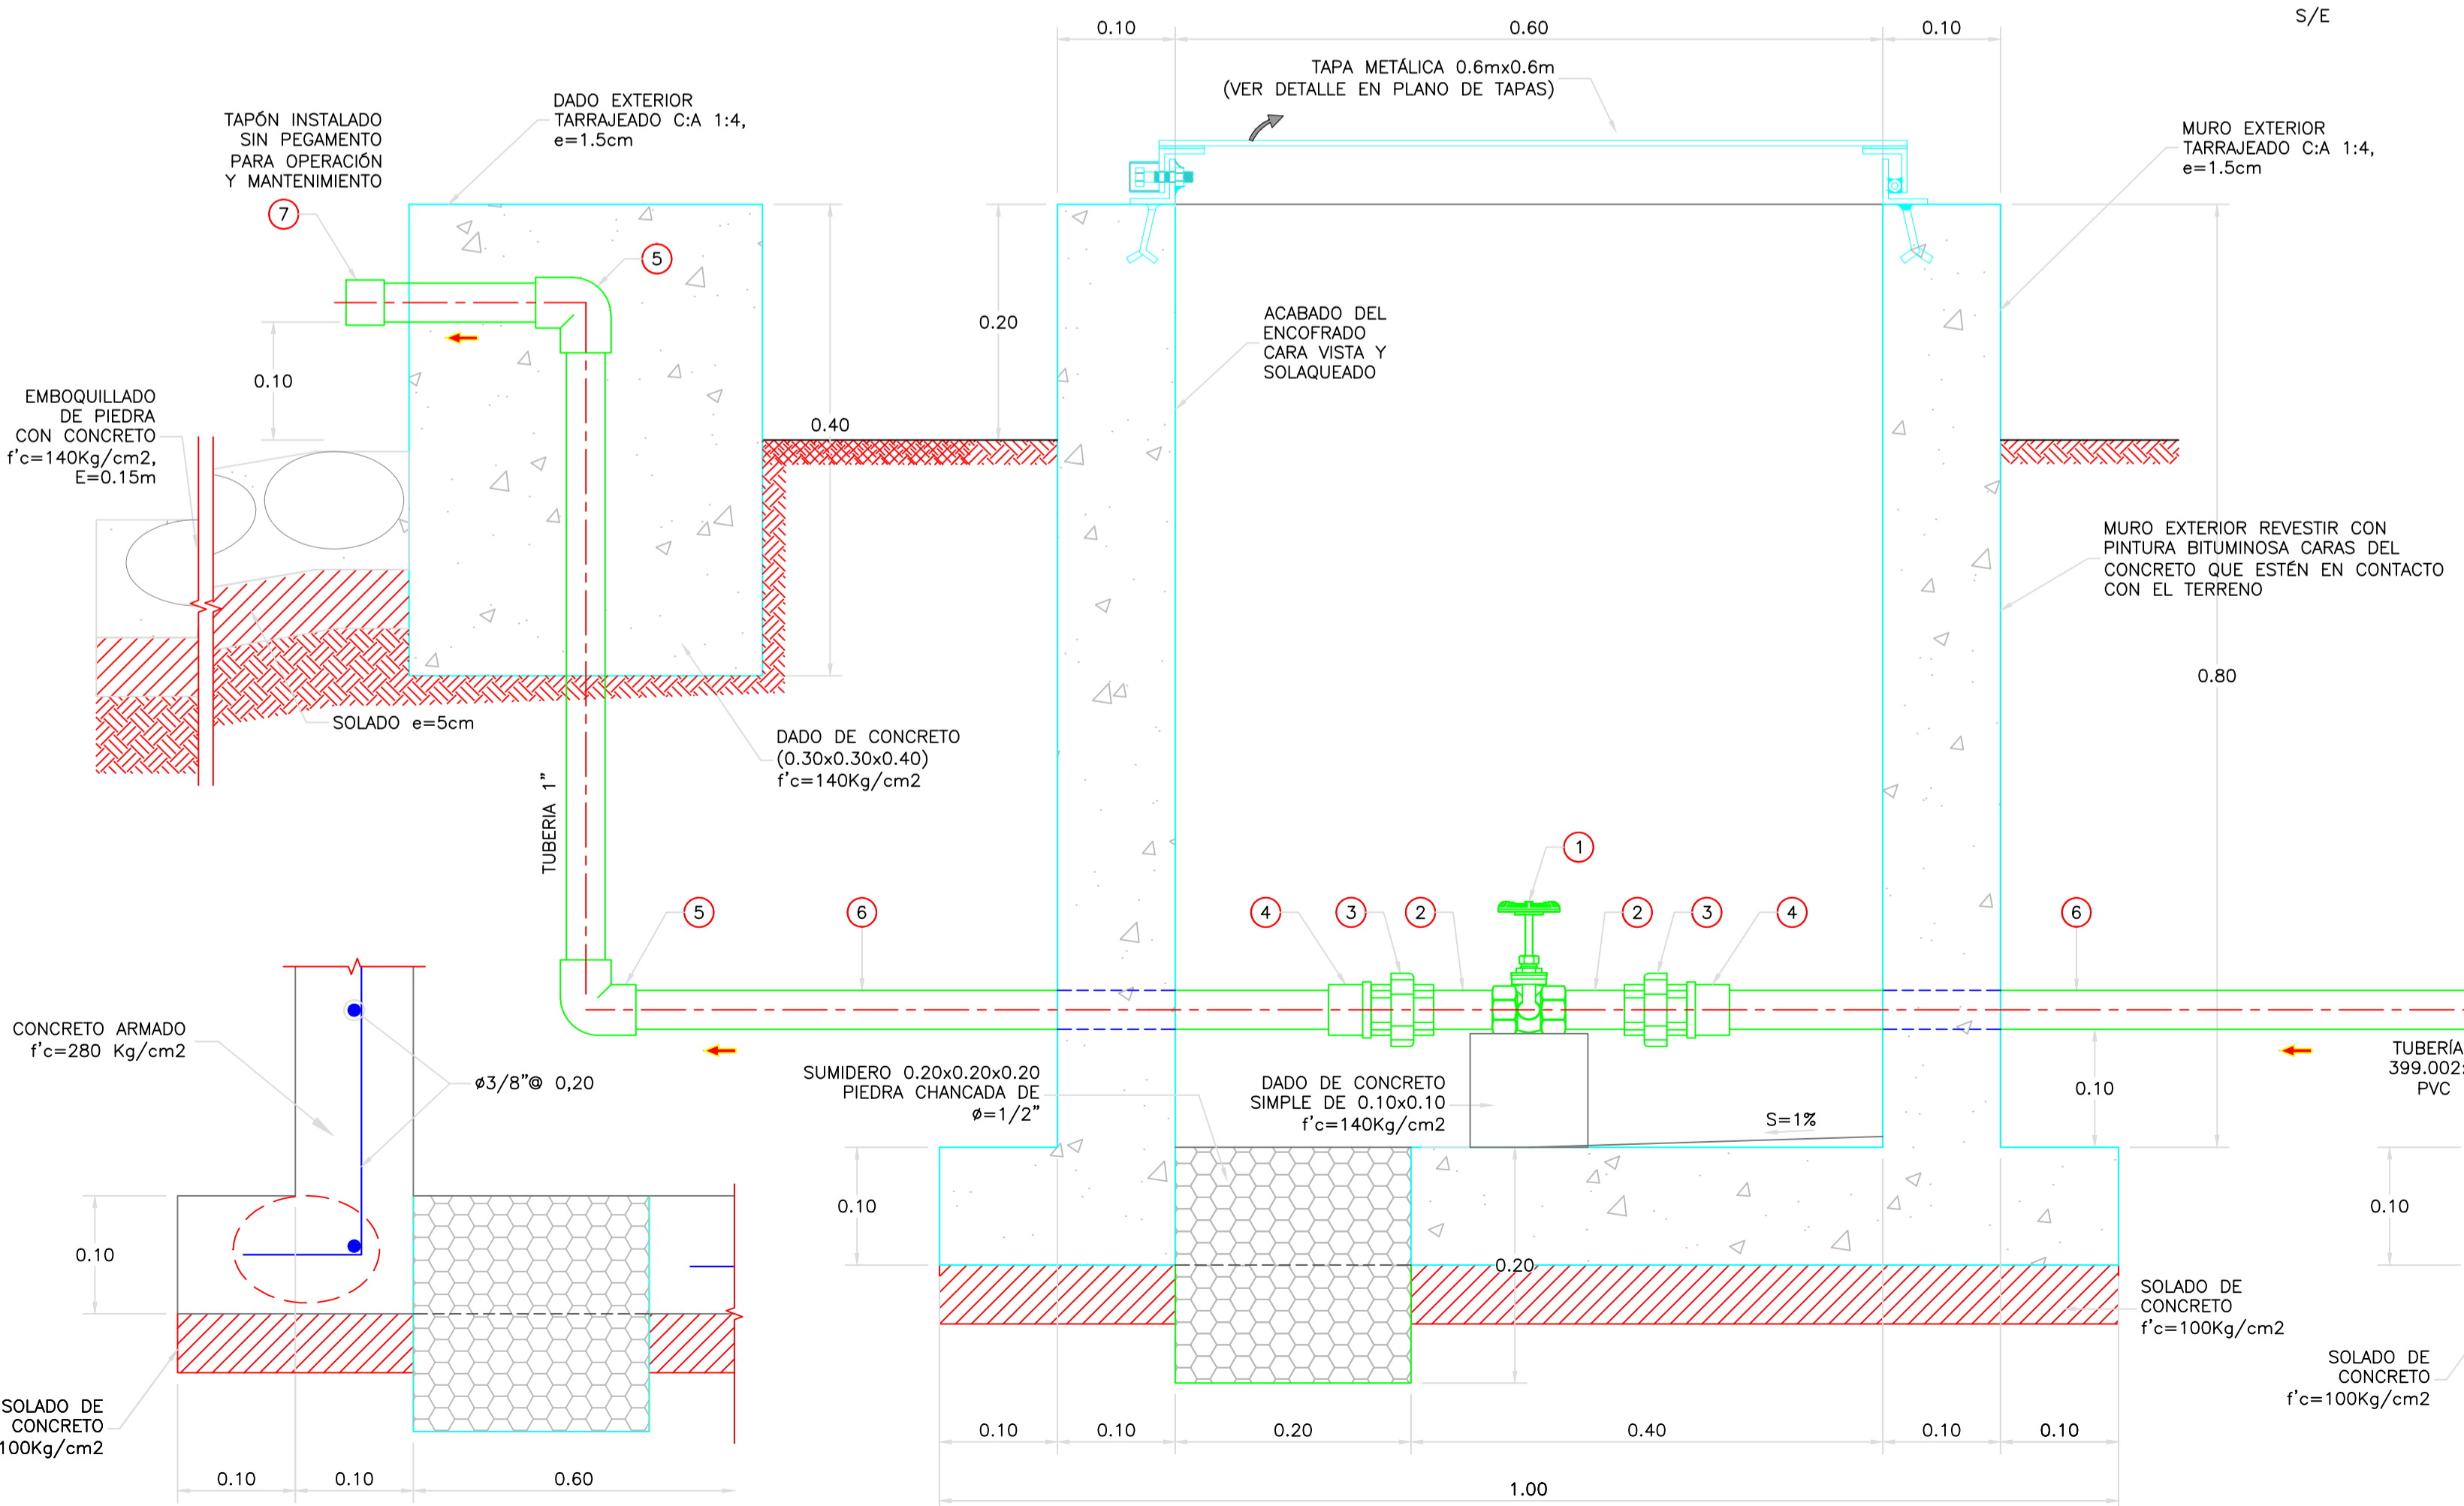 S/E
0.10
0.60
0.10
TAPA METÁLICA 0.6mx0.6m
(VER DETALLE EN PLANO DE TAPAS)
DADO EXTERIOR
TARRAJEADO C:A 1:4,
e=1.5cm
TAPÓN INSTALADO
SIN PEGAMENTO
PARA OPERACIÓN
Y MANTENIMIENTO
7
5
MURO EXTERIOR
TARRAJEADO C:A 1:4,
e=1.5cm
0.20
ACABADO DEL
ENCOFRADO
CARA VISTA Y
SOLAQUEADO
0.10
0.40
EMBOQUILLADO
DE PIEDRA
CON CONCRETO
f'c=140Kg/cm2,
E=0.15m
MURO EXTERIOR REVESTIR CON
PINTURA BITUMINOSA CARAS DEL
CONCRETO QUE ESTÉN EN CONTACTO
CON EL TERRENO
0.80
SOLADO e=5cm
DADO DE CONCRETO
(0.30x0.30x0.40)
f'c=140Kg/cm2
TUBERIA 1"
1
5
6
4
3
2
2
3
4
6
CONCRETO ARMADO
f'c=280 Kg/cm2
ø3/8"@ 0,20
SUMIDERO 0.20x0.20x0.20
PIEDRA CHANCADA DE
ø=1/2"
DADO DE CONCRETO
SIMPLE DE 0.10x0.10
f'c=140Kg/cm2
S=1%
0.10
TUBERÍA
399.002:
PVC
0.10
0.10
0.20
0.10
SOLADO DE
CONCRETO
f'c=100Kg/cm2
SOLADO DE
CONCRETO
f'c=100Kg/cm2
SOLADO DE
CONCRETO
100Kg/cm2
0.10
0.10
0.60
0.10
0.10
0.20
0.40
0.10
0.10
1.00